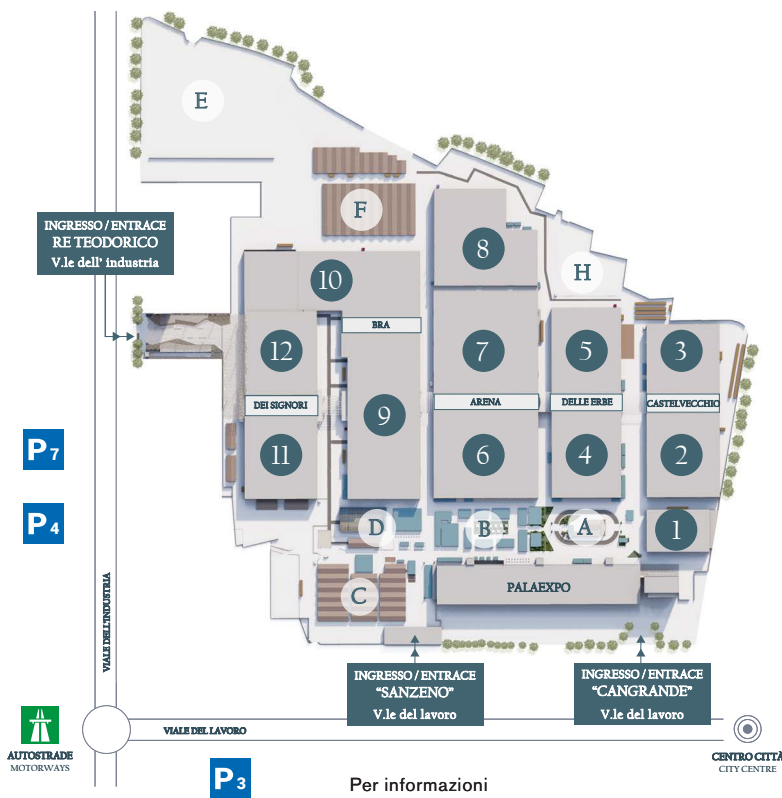 E
F
INGRESSO / ENTRACE
RE TEODORICO
V.le dell' industria
8
H
10
BRA
12
7
5
3
DEI SIGNORI
ARENA
DELLE ERBE
CASTELVECCHIO
9
11
6
4
2
P7
P4
D
B
A
1
PALAEXPO
C
VIALE DELL'INDUSTRIA
INGRESSO / ENTRACE
"SANZENO"
V.le del lavoro
INGRESSO / ENTRACE
"CANGRANDE"
V.le del lavoro
VIALE DEL LAVORO
AUTOSTRADE
MOTORWAYS
CENTRO CITTÀ
CITY CENTRE
P3
Per informazioni